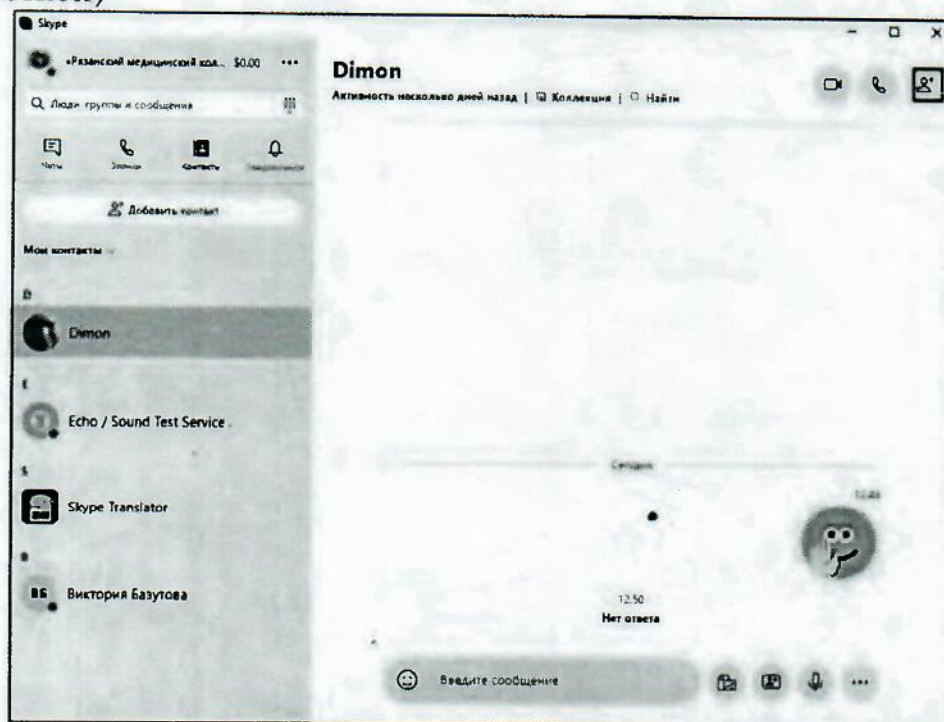 Skype
«Рязанский медицинский кол... $0.00
Люди, группы и сообщения
Чаты
Звонки
Контакты
Добавить контакт
Мои контакты
D
Dimon
E
Echo / Sound Test Service
S
Skype Translator
В
ВБ Виктория Базутова
Dimon
Активность насколько дней назад | Коллекция | Найти
Сегодня
12:48
12:50
Нет ответа
Введите сообщение